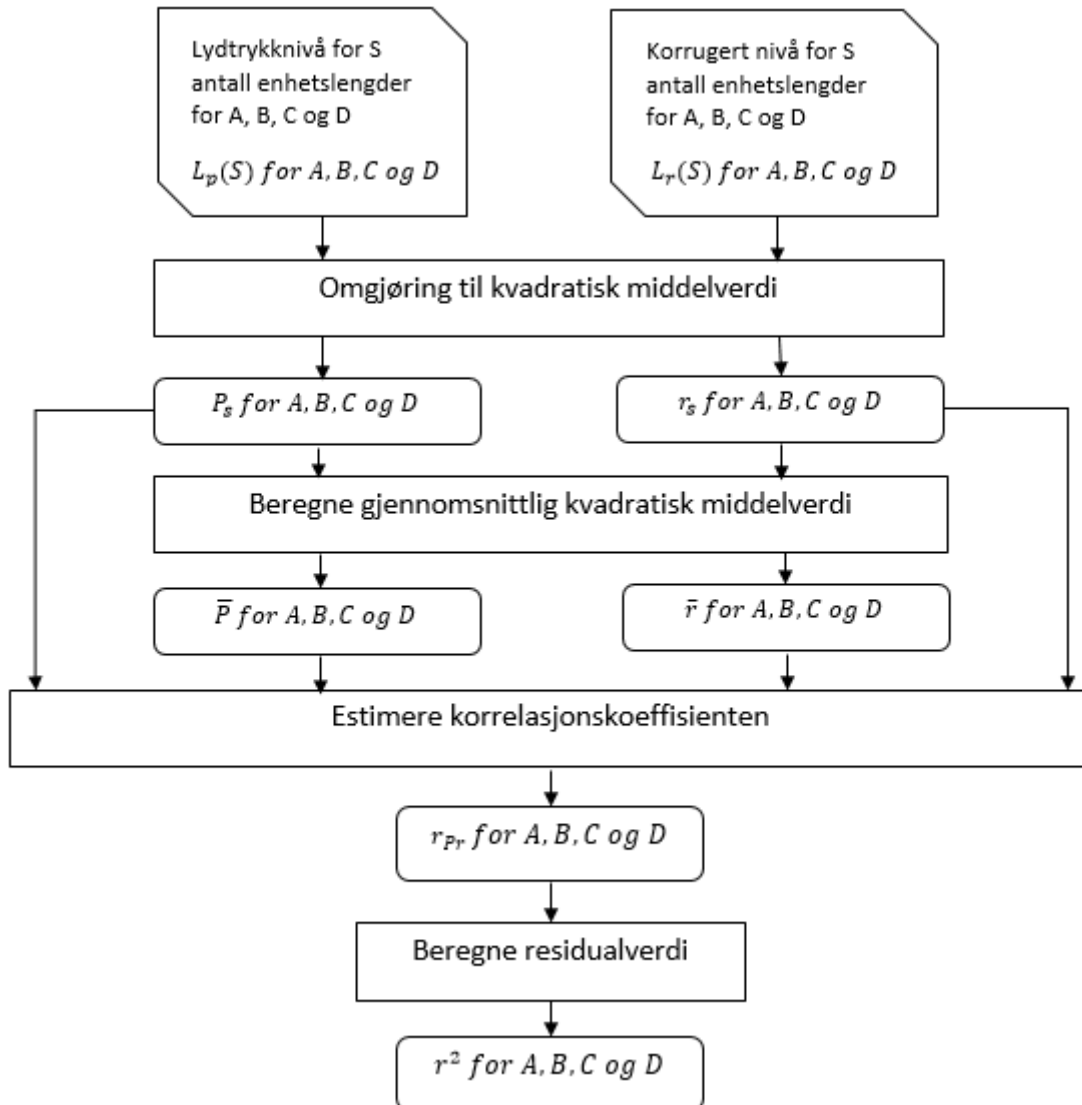 Lydtrykknivå for S
antall enhetslengder
for A, B, C og D
L_p(S) for A, B, C og D
Korrugert nivå for S
antall enhetslengder
for A, B, C og D
L_r(S) for A, B, C og D
Omgjøring til kvadratisk middelverdi
P_s for A, B, C og D
r_s for A, B, C og D
Beregne gjennomsnittlig kvadratisk middelverdi
P̅ for A, B, C og D
r̅ for A, B, C og D
Estimere korrelasjonskoeffisienten
r_Pr for A, B, C og D
Beregne residualverdi
r² for A, B, C og D